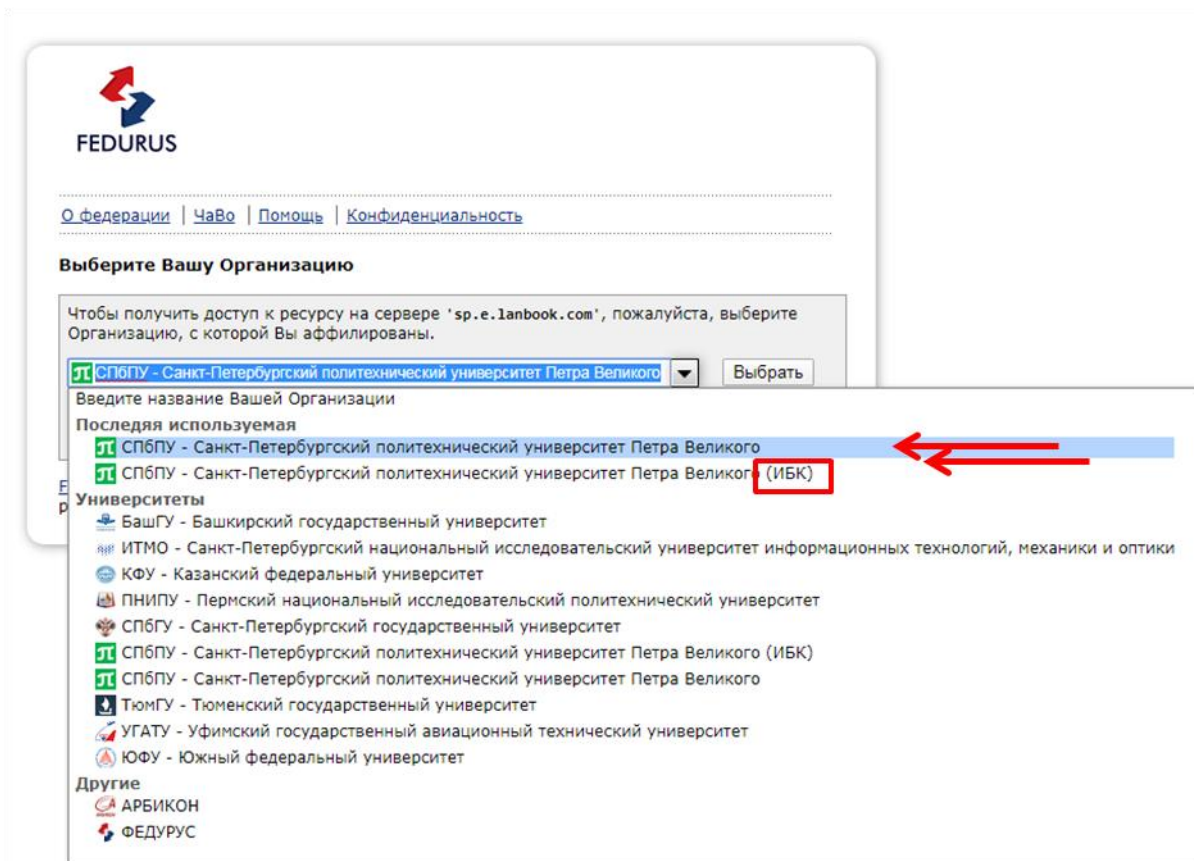 FEDURUS
О федерации | ЧаВо | Помощь | Конфиденциальность
Выберите Вашу Организацию
Чтобы получить доступ к ресурсу на сервере 'sp.e.lanbook.com', пожалуйста, выберите
Организацию, с которой Вы аффилированы.
СПбПУ - Санкт-Петербургский политехнический университет Петра Великого
Выбрать
Введите название Вашей Организации
Последяя используемая
СПбПУ - Санкт-Петербургский политехнический университет Петра Великого
СПбПУ - Санкт-Петербургский политехнический университет Петра Великого (ИБК)
Университеты
БашГУ - Башкирский государственный университет
ИТМО - Санкт-Петербургский национальный исследовательский университет информационных технологий, механики и оптики
КФУ - Казанский федеральный университет
ПНИПУ - Пермский национальный исследовательский политехнический университет
СПбГУ - Санкт-Петербургский государственный университет
СПбПУ - Санкт-Петербургский политехнический университет Петра Великого (ИБК)
СПбПУ - Санкт-Петербургский политехнический университет Петра Великого
ТюмГУ - Тюменский государственный университет
УГАТУ - Уфимский государственный авиационный технический университет
ЮФУ - Южный федеральный университет
Другие
АРБИКОН
ФЕДУРУС